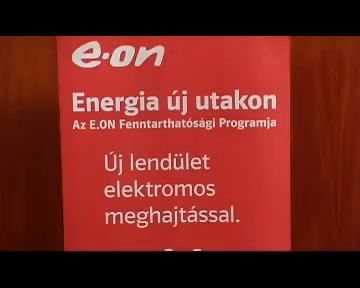 e·on
Energia új utakon
Az E.ON Fenntarthatósági Programja
Új lendület
elektromos
meghajtással.